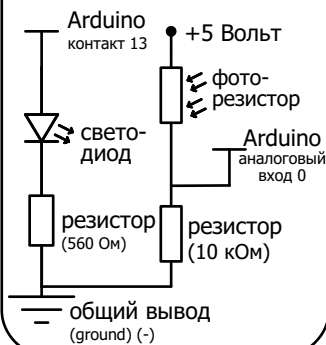 Arduino
контакт 13
+5 Вольт
фото-
резистор
свето-
диод
Arduino
аналоговый
вход 0
резистор
(560 Ом)
резистор
(10 кОм)
общий вывод
(ground) (-)